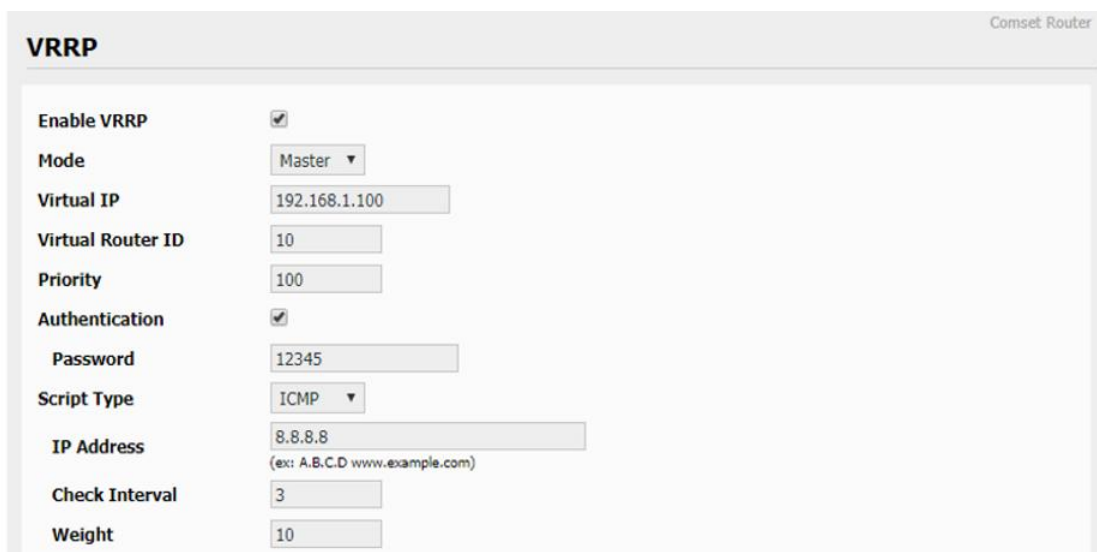 Comset Router
VRRP
Enable VRRP
Mode Master
Virtual IP 192.168.1.100
Virtual Router ID 10
Priority 100
Authentication
Password 12345
Script Type ICMP
IP Address 8.8.8.8
(ex: A.B.C.D www.example.com)
Check Interval 3
Weight 10